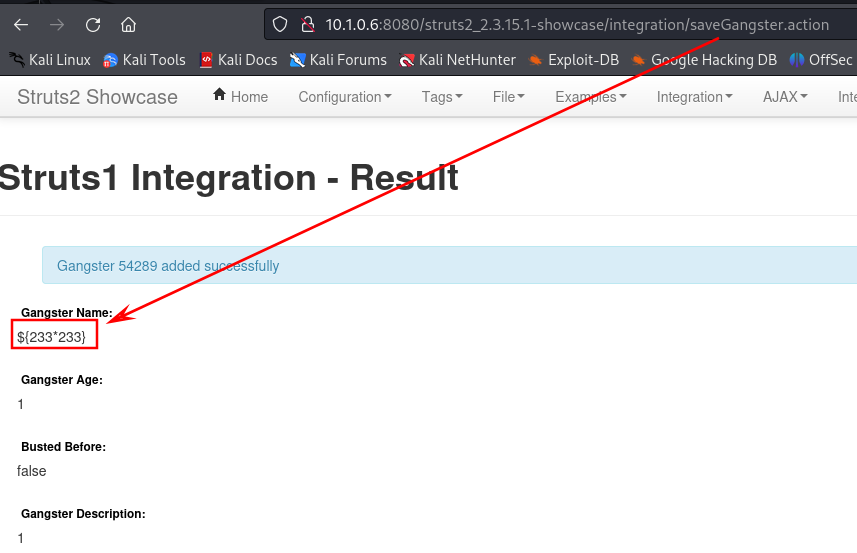 10.1.0.6:8080/struts2_2.3.15.1-showcase/integration/saveGangster.action
Kali Linux Kali Tools Kali Docs Kali Forums Kali NetHunter Exploit-DB Google Hacking DB OffSec
Struts2 Showcase Home Configuration Tags File Examples Integration AJAX Inte
Struts1 Integration - Result
Gangster 54289 added successfully
Gangster Name:
${233*233}
Gangster Age:
1
Busted Before:
false
Gangster Description:
1